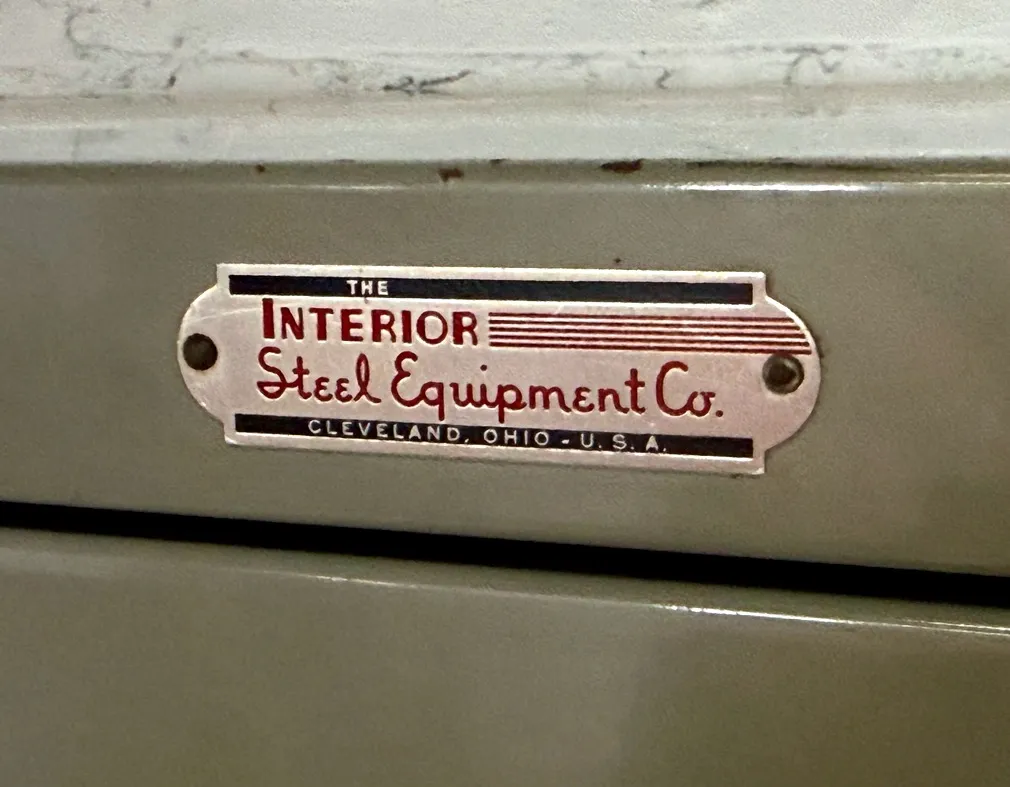 THE
INTERIOR
Steel Equipment Co.
CLEVELAND, OHIO - U.S.A.